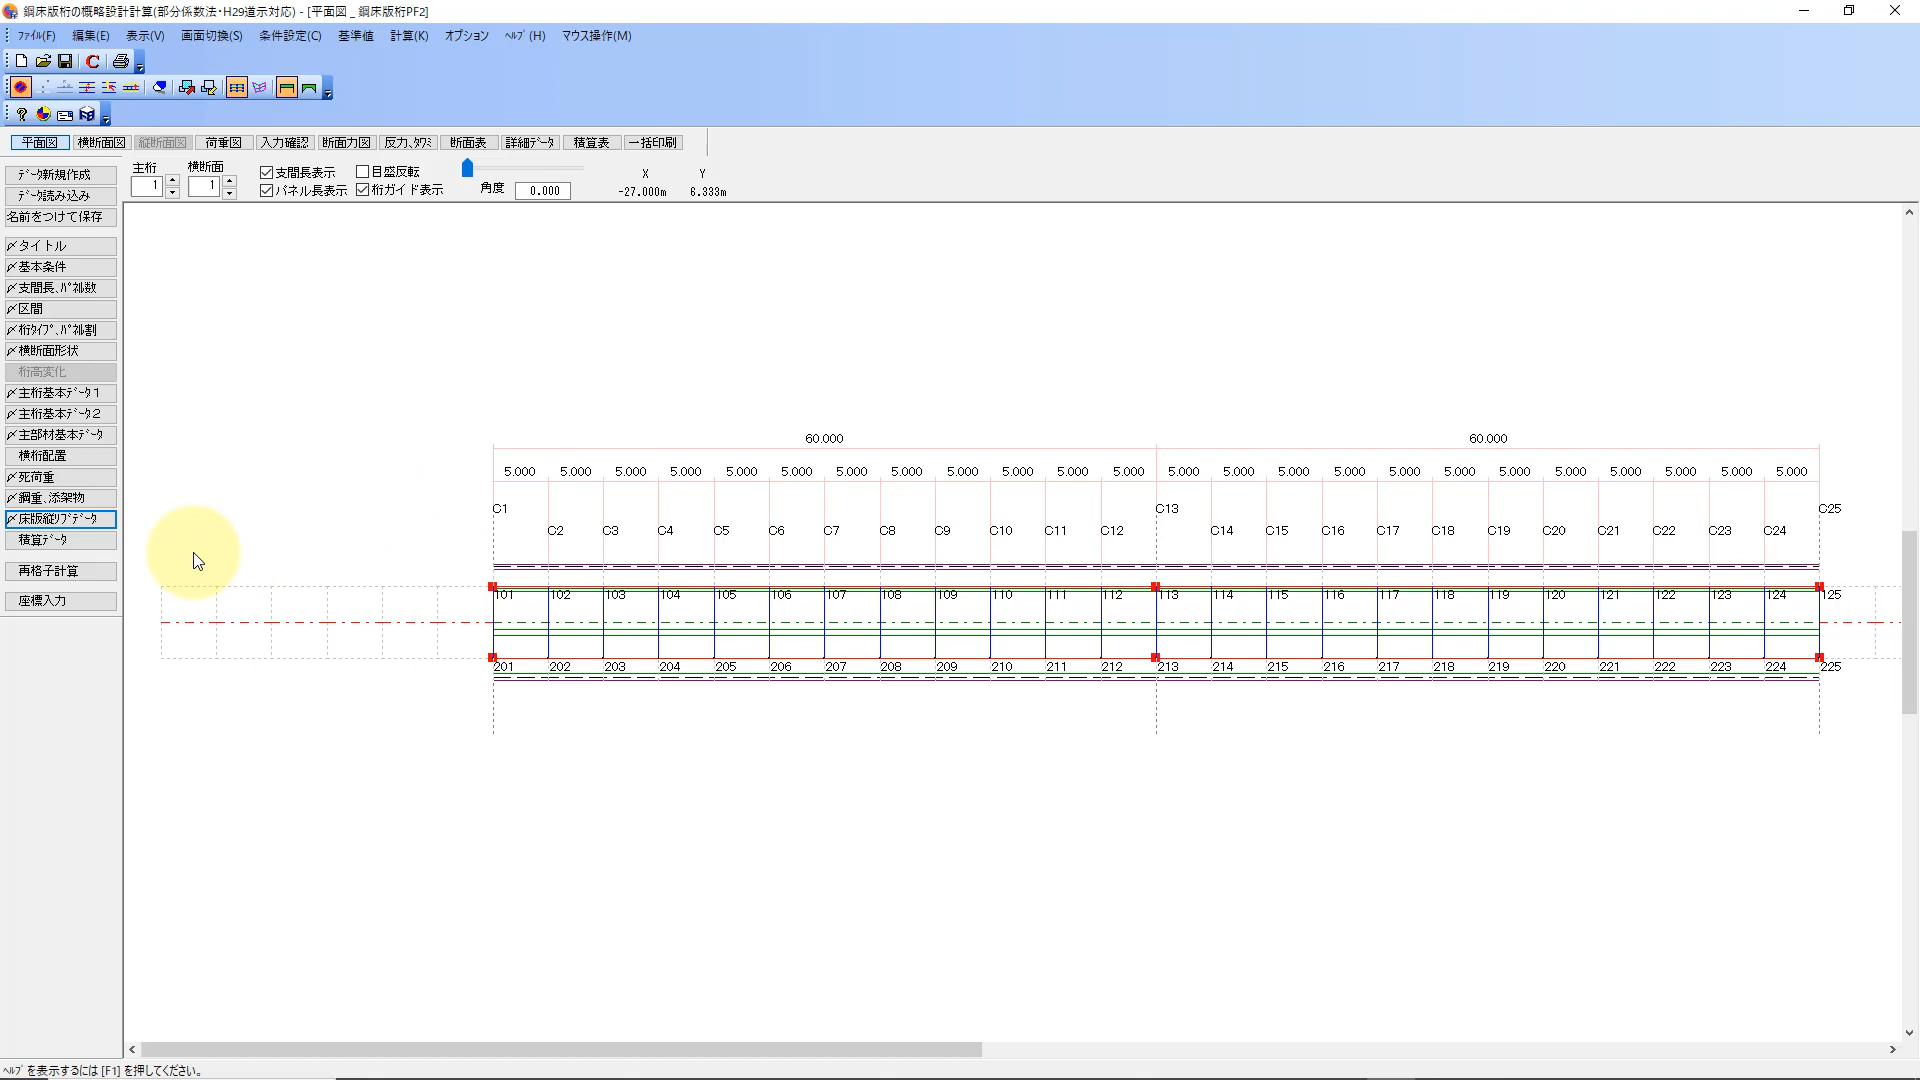 鋼床版桁の概略設計計算(部分係数法・H29道示対応) - [平面図 _ 鋼床版桁PF2]
ﾌｧｲﾙ(F) 編集(E) 表示(V) 画面切換(S) 条件設定(C) 基準値 計算(K) オプション ﾍﾙﾌﾟ(H) マウス操作(M)
平面図 横断面図 縦断面図 荷重図 入力確認 断面力図 反力､ﾀﾜﾐ 断面表 詳細ﾃﾞｰﾀ 積算表 一括印刷
主桁 横断面 支間長表示 目盛反転 X Y
1 1 パネル長表示 桁ガイド表示 角度 0.000 -27.000m 6.333m
ﾃﾞｰﾀ新規作成
ﾃﾞｰﾀ読み込み
名前をつけて保存
タイトル
基本条件
支間長､ﾊﾟﾈﾙ数
区間
桁ﾀｲﾌﾟ､ﾊﾟﾈﾙ割
横断面形状
桁高変化
主桁基本ﾃﾞｰﾀ1
主桁基本ﾃﾞｰﾀ2
主部材基本ﾃﾞｰﾀ
横桁配置
死荷重
鋼重､添架物
床版縦ﾘﾌﾞﾃﾞｰﾀ
積算ﾃﾞｰﾀ
再格子計算
座標入力
60.000 60.000
5.000 5.000 5.000 5.000 5.000 5.000 5.000 5.000 5.000 5.000 5.000 5.000 5.000 5.000 5.000 5.000 5.000 5.000 5.000 5.000 5.000 5.000 5.000 5.000
C1 C13 C25
C2 C3 C4 C5 C6 C7 C8 C9 C10 C11 C12 C14 C15 C16 C17 C18 C19 C20 C21 C22 C23 C24
101 102 103 104 105 106 107 108 109 110 111 112 113 114 115 116 117 118 119 120 121 122 123 124 125
201 202 203 204 205 206 207 208 209 210 211 212 213 214 215 216 217 218 219 220 221 222 223 224 225
ﾍﾙﾌﾟを表示するには [F1] を押してください。